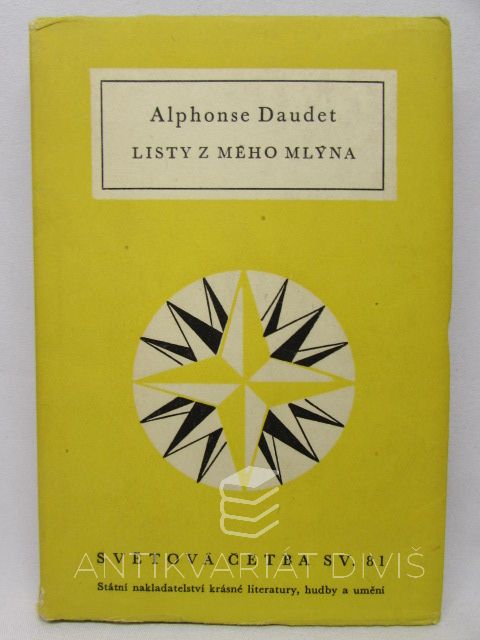 Alphonse Daudet
LISTY Z MÉHO MLÝNA
SVĚTOVÁ ČETBA SV. 81
ANTIKVARIÁT DIVIŠ
Státní nakladatelství krásné literatury, hudby a umění